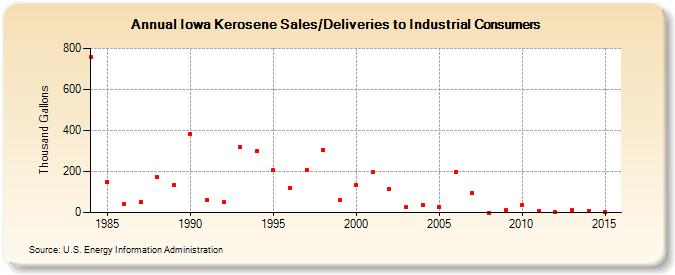 Annual Iowa Kerosene Sales/Deliveries to Industrial Consumers
Thousand Gallons
800
600
400
200
0
1985 1990 1995 2000 2005 2010 2015
Source: U.S. Energy Information Administration